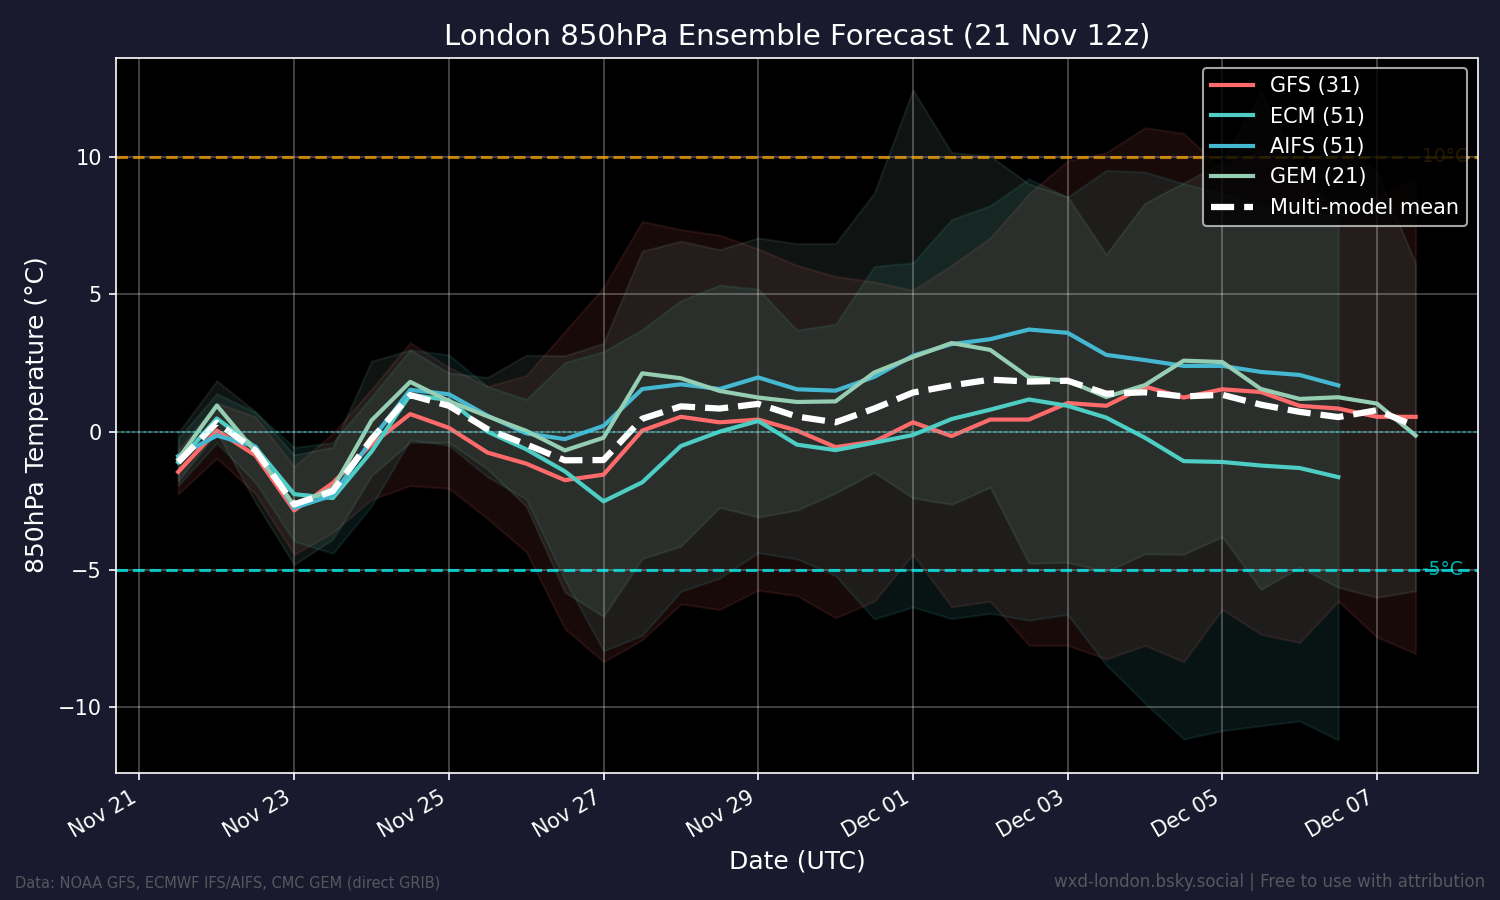 London 850hPa Ensemble Forecast (21 Nov 12z)
GFS (31)
ECM (51)
AIFS (51)
GEM (21)
Multi-model mean
10°C
-5°C
850hPa Temperature (°C)
10
5
0
−5
−10
Nov 21
Nov 23
Nov 25
Nov 27
Nov 29
Dec 01
Dec 03
Dec 05
Dec 07
Date (UTC)
Data: NOAA GFS, ECMWF IFS/AIFS, CMC GEM (direct GRIB)
wxd-london.bsky.social | Free to use with attribution